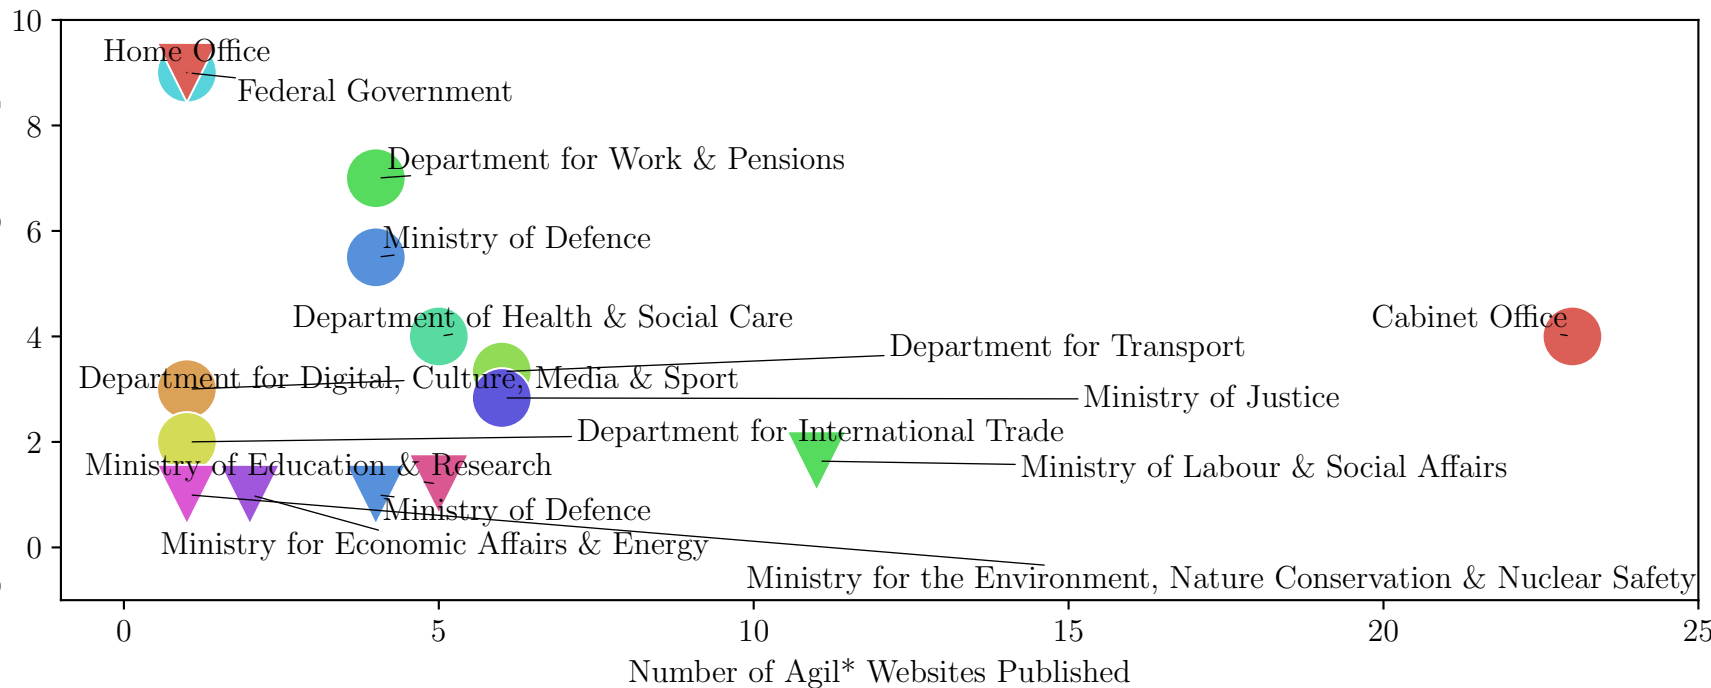 10
Home Office
Federal Government
8
Department for Work & Pensions
6
Ministry of Defence
Department of Health & Social Care
Cabinet Office
4
Department for Transport
Department for Digital, Culture, Media & Sport
Ministry of Justice
2
Department for International Trade
Ministry of Education & Research
Ministry of Labour & Social Affairs
Ministry of Defence
0
Ministry for Economic Affairs & Energy
Ministry for the Environment, Nature Conservation & Nuclear Safety
0 5 10 15 20 25
Number of Agil* Websites Published